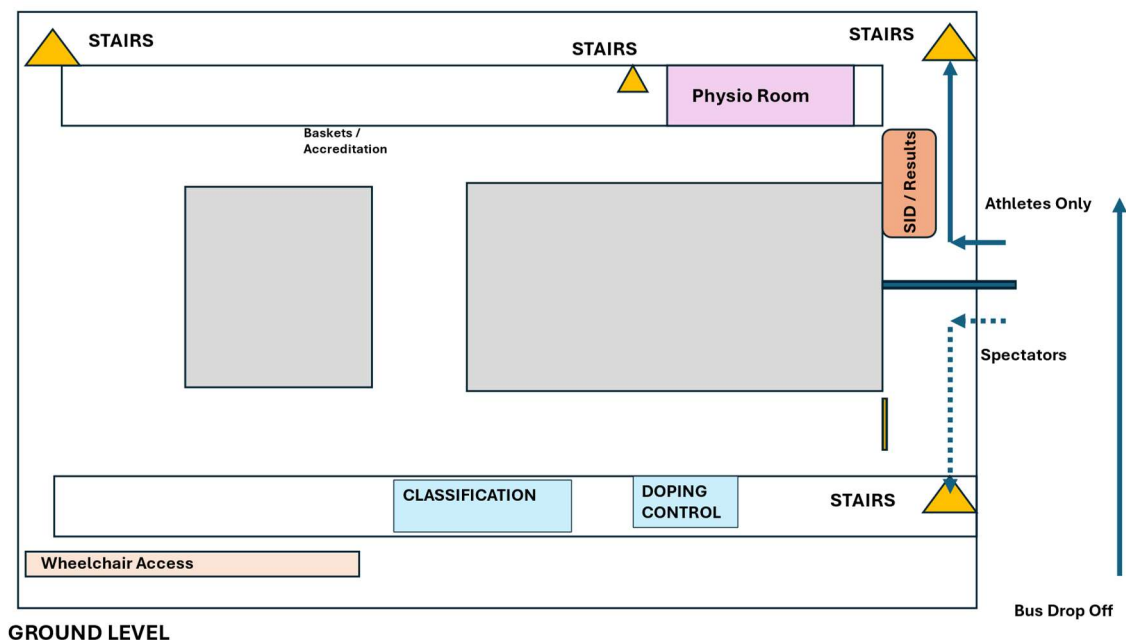 STAIRS
STAIRS
STAIRS
Physio Room
Baskets /
Accreditation
SID / Results
Athletes Only
Spectators
CLASSIFICATION
DOPING
CONTROL
STAIRS
Wheelchair Access
Bus Drop Off
GROUND LEVEL